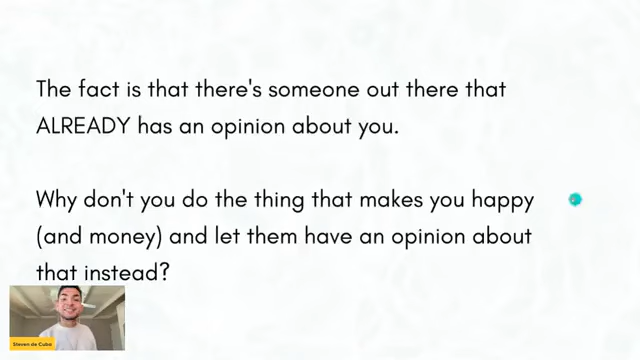 The fact is that there's someone out there that
ALREADY has an opinion about you.
Why don't you do the thing that makes you happy
(and money) and let them have an opinion about
that instead?
Steven de Cuba